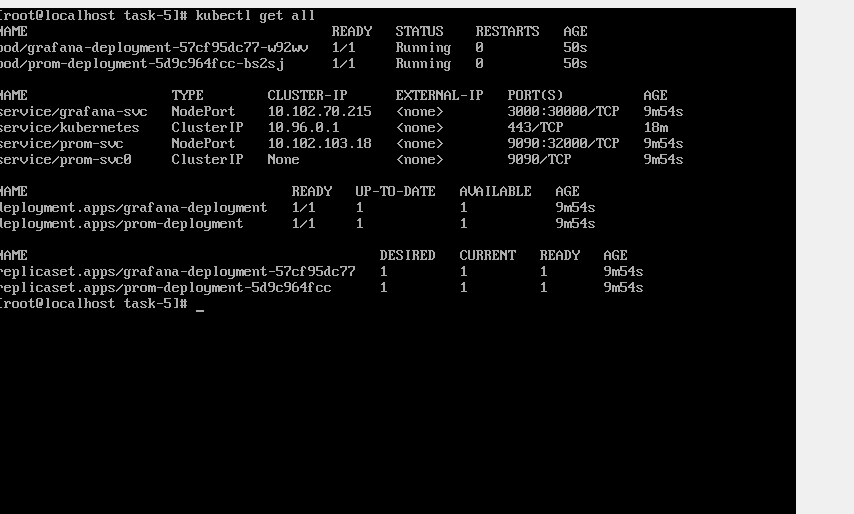 [root@localhost task-5]# kubectl get all
NAME READY STATUS RESTARTS AGE
pod/grafana-deployment-57cf95dc77-w92wv 1/1 Running 0 50s
pod/prom-deployment-5d9c964fcc-bs2sj 1/1 Running 0 50s
NAME TYPE CLUSTER-IP EXTERNAL-IP PORT(S) AGE
service/grafana-svc NodePort 10.102.70.215 <none> 3000:30000/TCP 9m54s
service/kubernetes ClusterIP 10.96.0.1 <none> 443/TCP 18m
service/prom-svc NodePort 10.102.103.18 <none> 9090:32000/TCP 9m54s
service/prom-svc0 ClusterIP None <none> 9090/TCP 9m54s
NAME READY UP-TO-DATE AVAILABLE AGE
deployment.apps/grafana-deployment 1/1 1 1 9m54s
deployment.apps/prom-deployment 1/1 1 1 9m54s
NAME DESIRED CURRENT READY AGE
replicaset.apps/grafana-deployment-57cf95dc77 1 1 1 9m54s
replicaset.apps/prom-deployment-5d9c964fcc 1 1 1 9m54s
[root@localhost task-5]# _